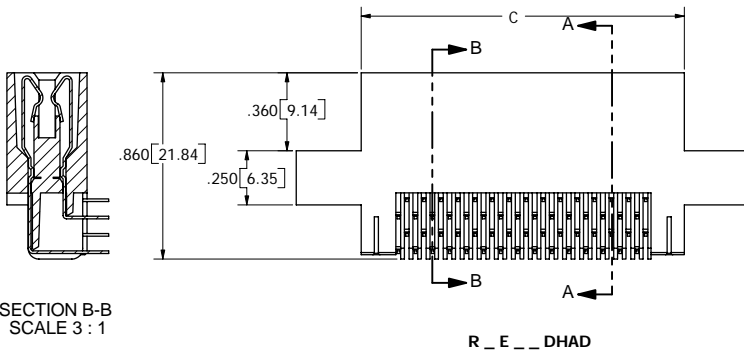 C
A
B
.360[9.14]
.860[21.84]
.250[6.35]
B
A
SECTION B-B
SCALE 3 : 1
R _ E _ _ DHAD